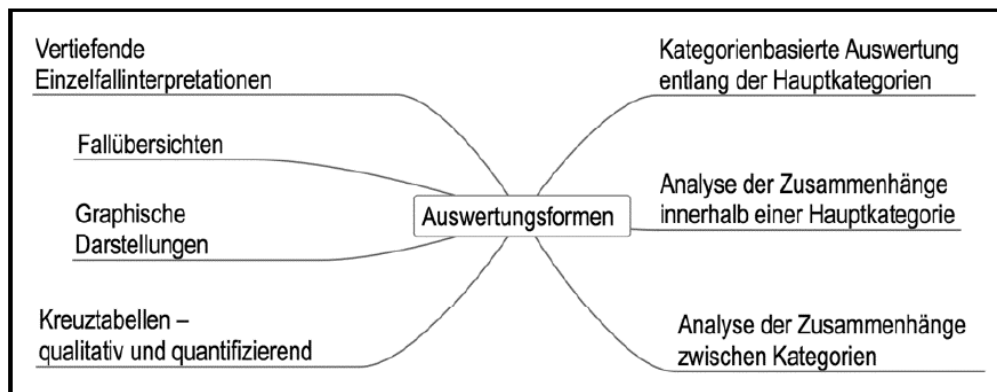 Vertiefende
Einzelfallinterpretationen
Fallübersichten
Graphische
Darstellungen
Kreuztabellen –
qualitativ und quantifizierend
Auswertungsformen
Kategorienbasierte Auswertung
entlang der Hauptkategorien
Analyse der Zusammenhänge
innerhalb einer Hauptkategorie
Analyse der Zusammenhänge
zwischen Kategorien